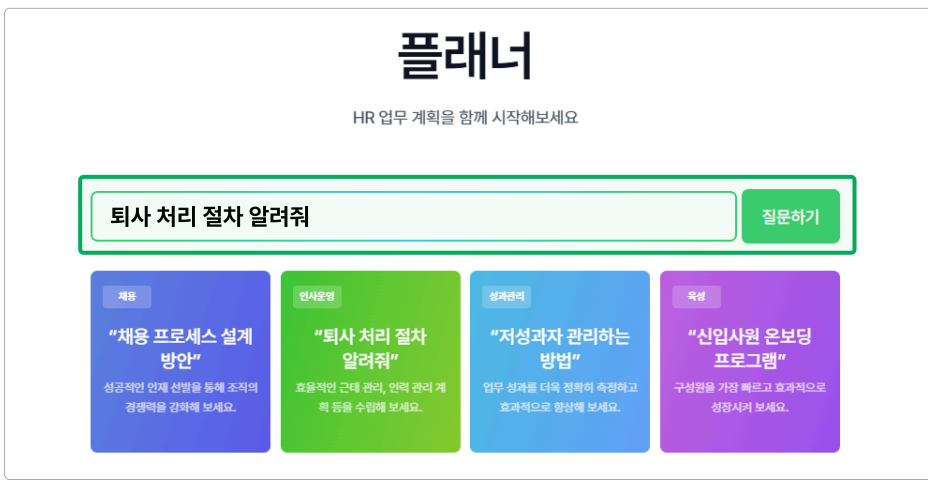 플래너
HR 업무 계획을 함께 시작해보세요
퇴사 처리 절차 알려줘
질문하기
채용
“채용 프로세스 설계
방안”
성공적인 인재 선발을 통해 조직의
경쟁력을 강화해 보세요.
인사운영
“퇴사 처리 절차
알려줘”
효율적인 근태 관리, 인력 관리 계
획 등을 수립해 보세요.
성과관리
“저성과자 관리하는
방법”
업무 성과를 더욱 정확히 측정하고
효과적으로 향상해 보세요.
육성
“신입사원 온보딩
프로그램”
구성원을 가장 빠르고 효과적으로
성장시켜 보세요.